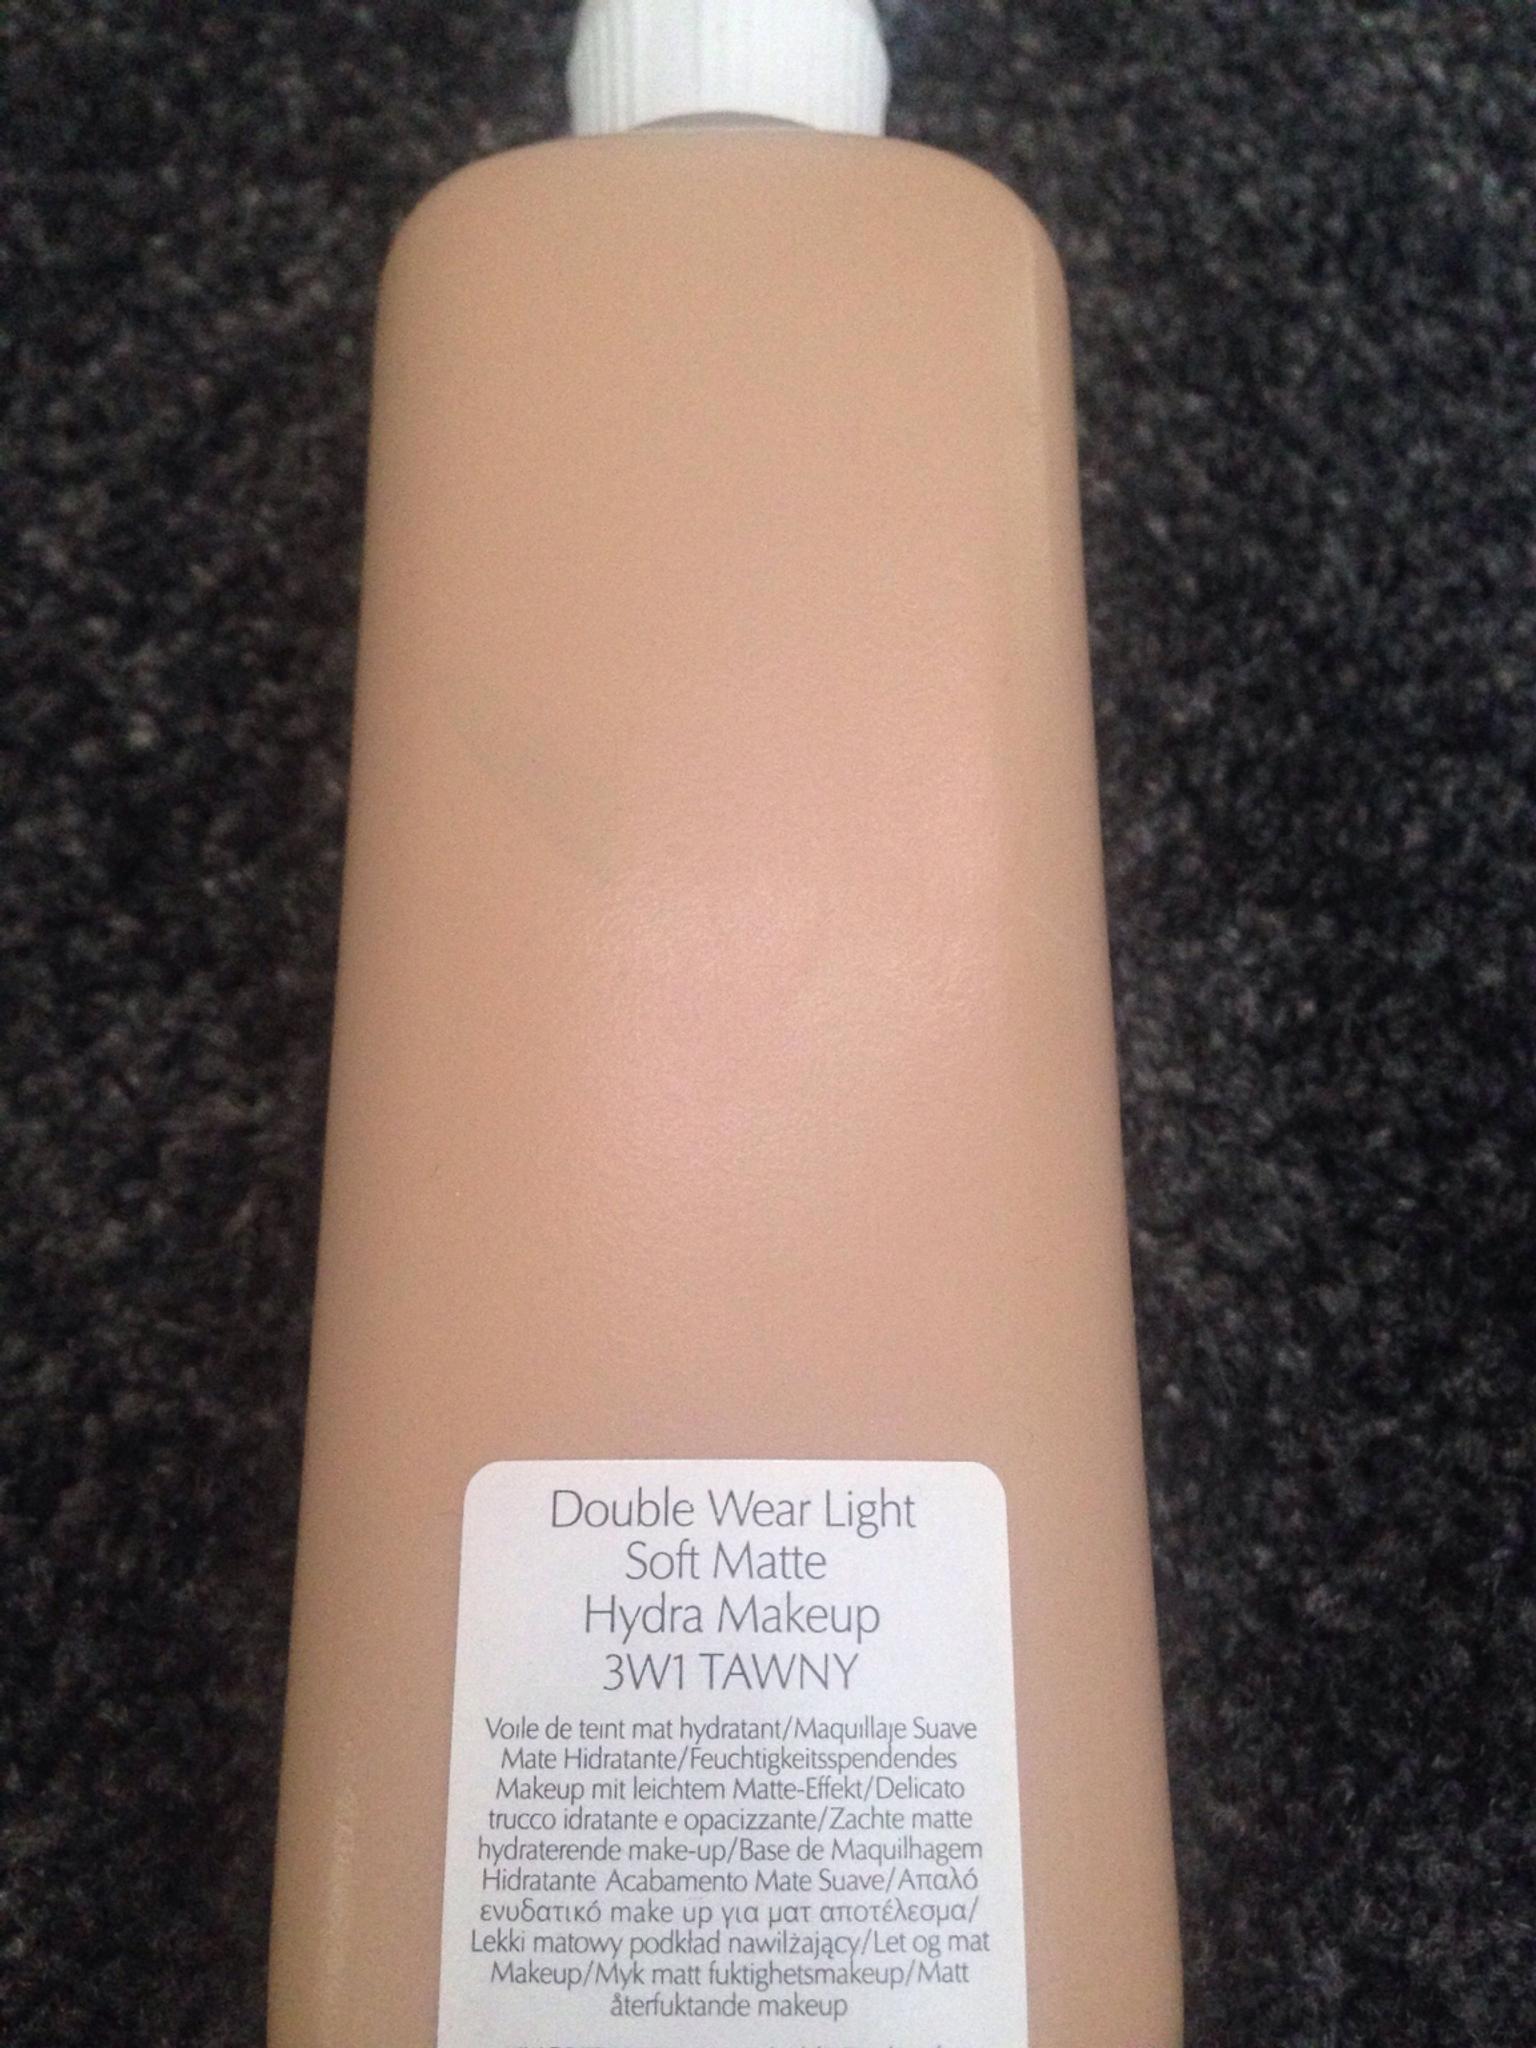 Double Wear Light
Soft Matte
Hydra Makeup
3W1 TAWNY
Voile de teint mat hydratant/Maquillaje Suave
Mate Hidratante/Feuchtigkeitsspendendes
Makeup mit leichtem Matte-Effekt/Delicato
trucco idratante e opacizzante/Zachte matte
hydraterende make-up/Base de Maquilhagem
Hidratante Acabamento Mate Suave/Απαλό
ενυδατικό make up για ματ αποτέλεσμα/
Lekki matowy podkład nawilżający/Let og mat
Makeup/Myk matt fuktighetsmakeup/Matt
återfuktande makeup